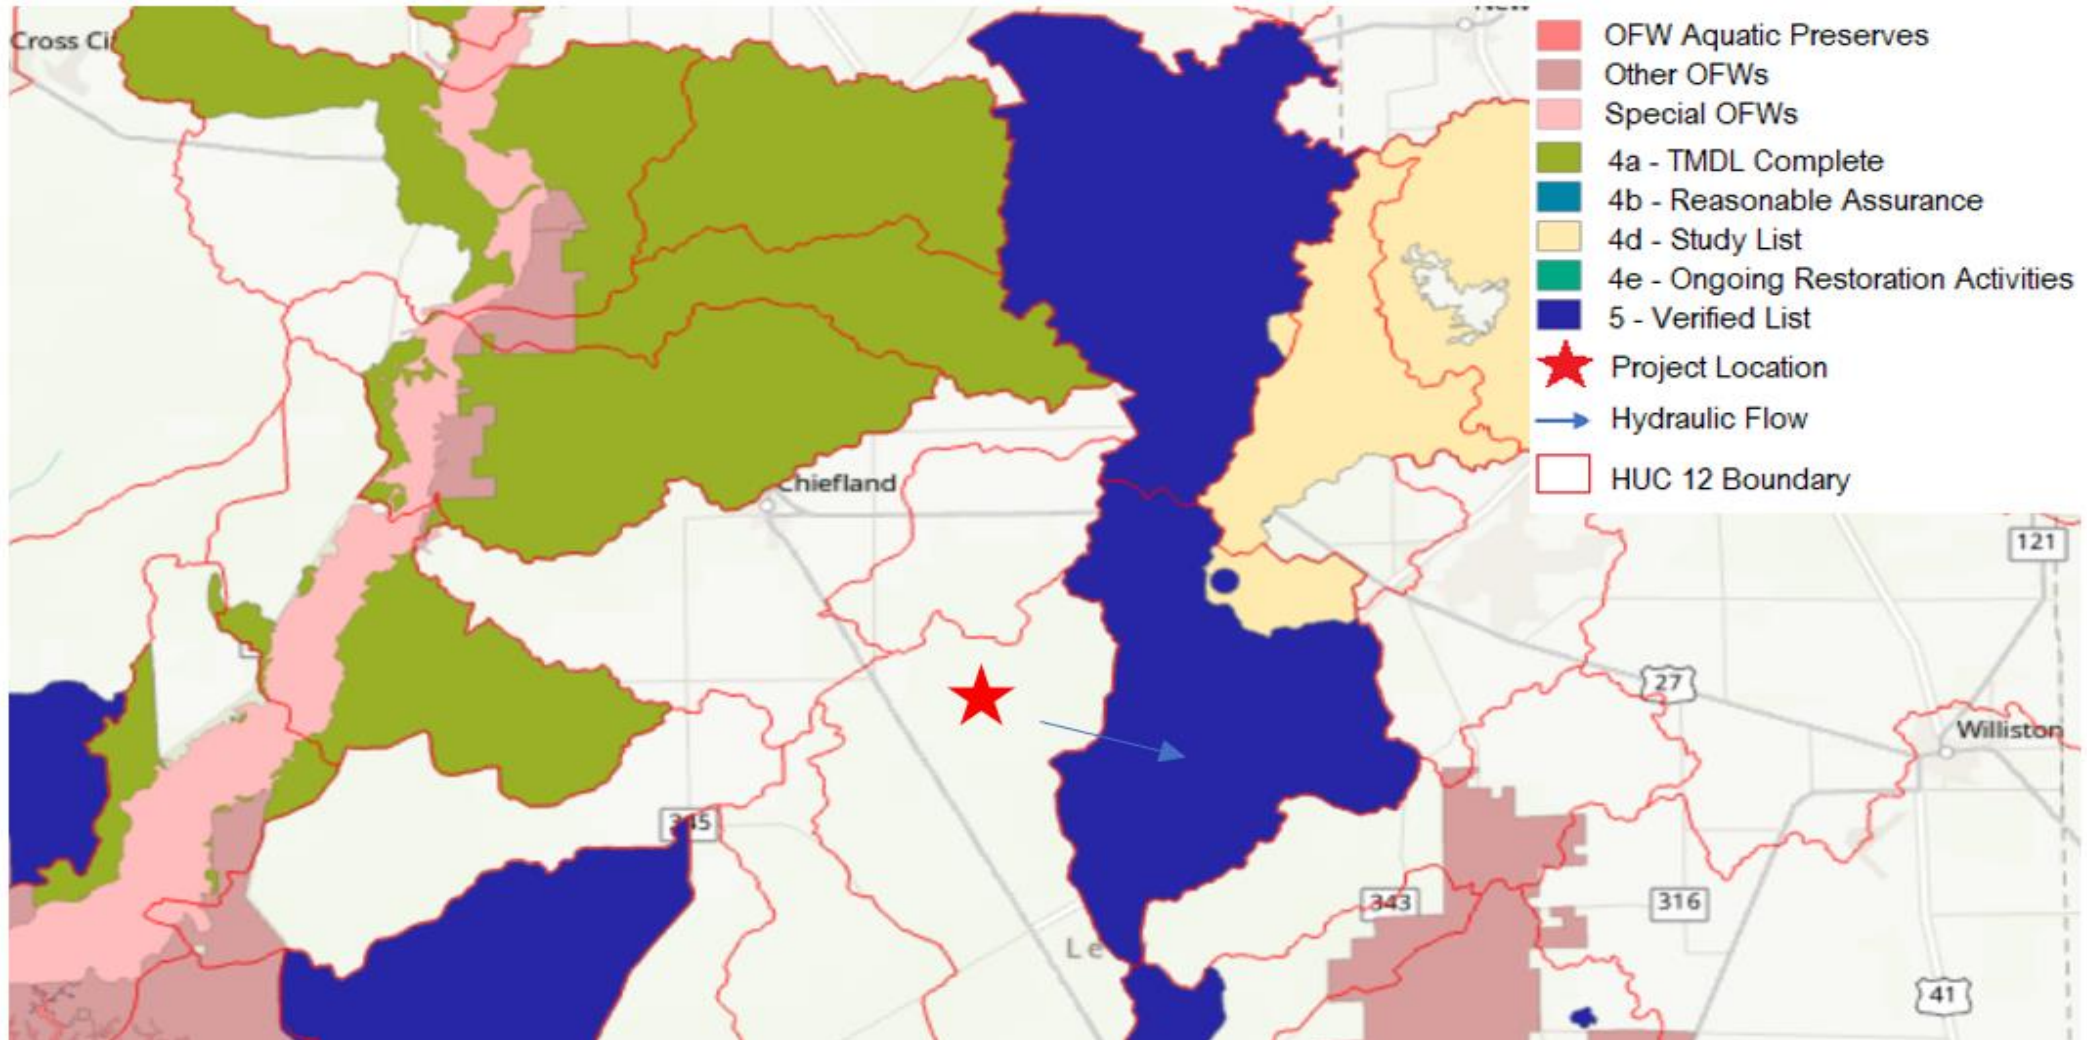 Cross Ci
OFW Aquatic Preserves
Other OFWs
Special OFWs
4a - TMDL Complete
4b - Reasonable Assurance
4d - Study List
4e - Ongoing Restoration Activities
5 - Verified List
Project Location
Hydraulic Flow
HUC 12 Boundary
Chiefland
121
27
Williston
345
343
316
Le
41